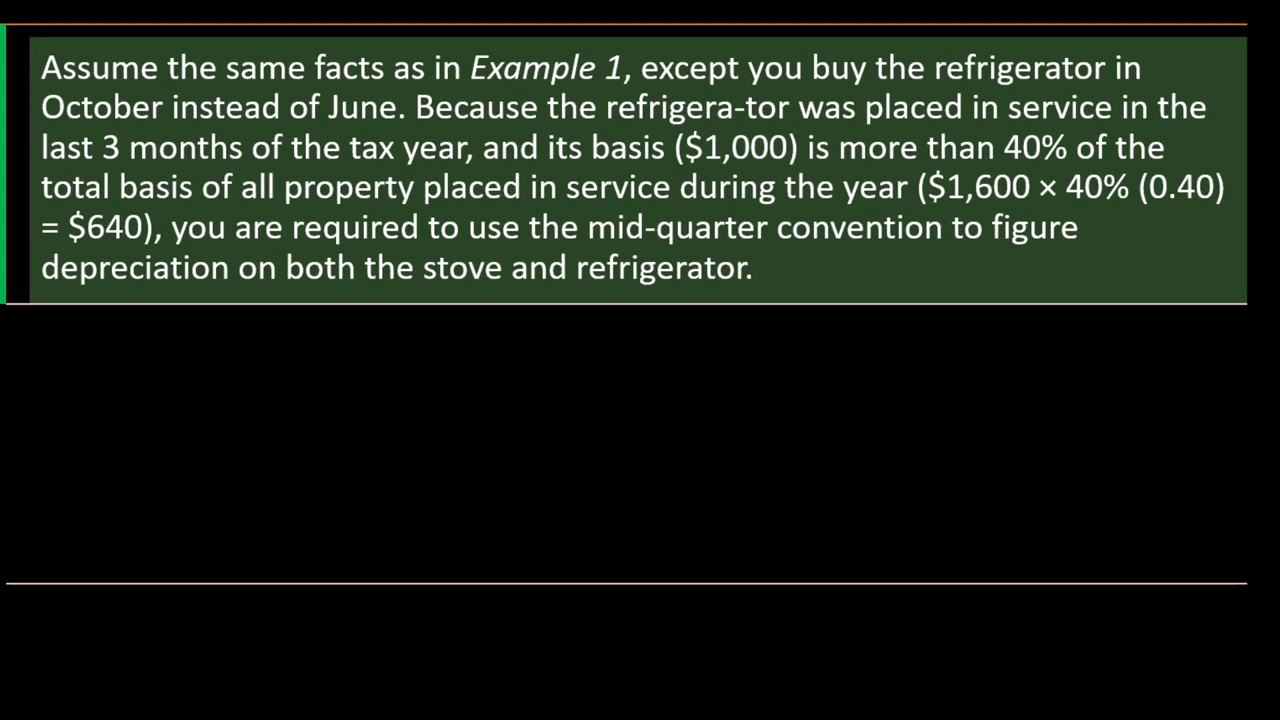 Assume the same facts as in Example 1, except you buy the refrigerator in
October instead of June. Because the refrigera-tor was placed in service in the
last 3 months of the tax year, and its basis ($1,000) is more than 40% of the
total basis of all property placed in service during the year ($1,600 × 40% (0.40)
= $640), you are required to use the mid-quarter convention to figure
depreciation on both the stove and refrigerator.